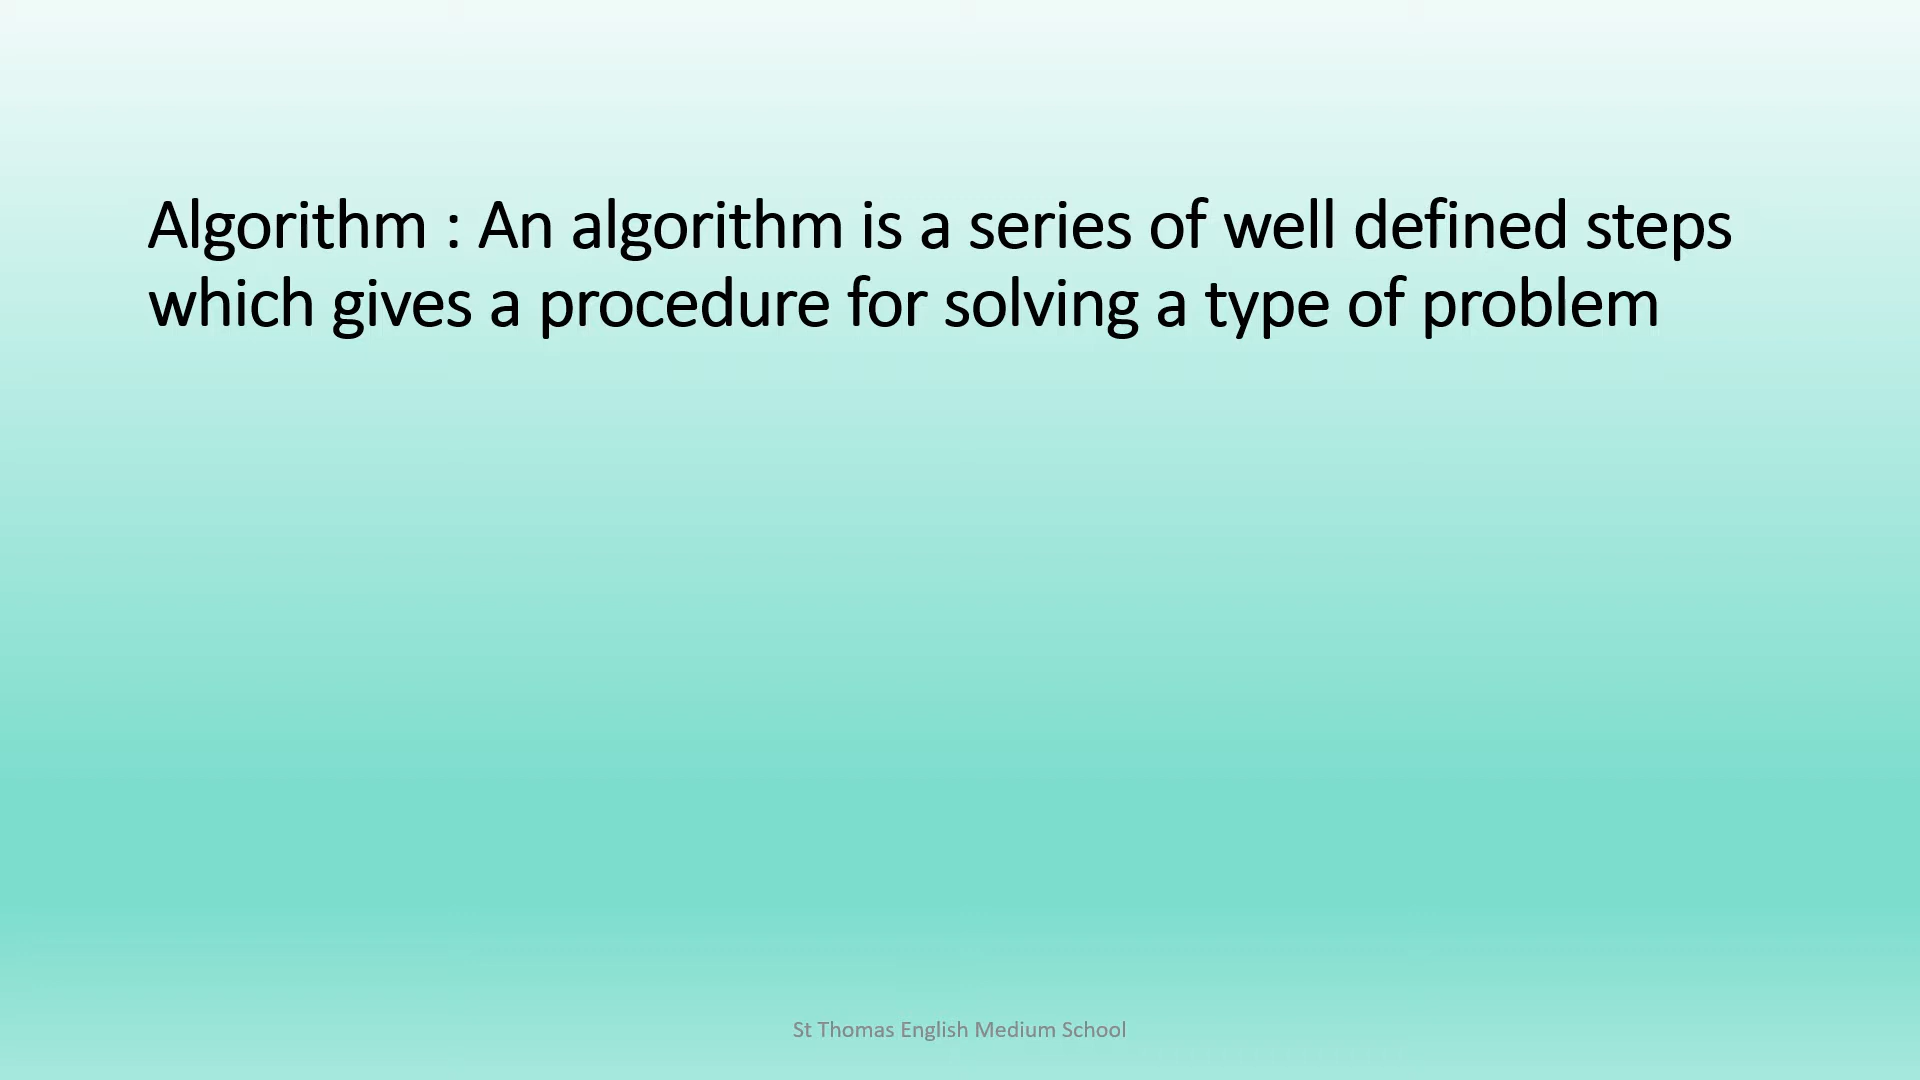 Algorithm : An algorithm is a series of well defined steps
which gives a procedure for solving a type of problem
St Thomas English Medium School